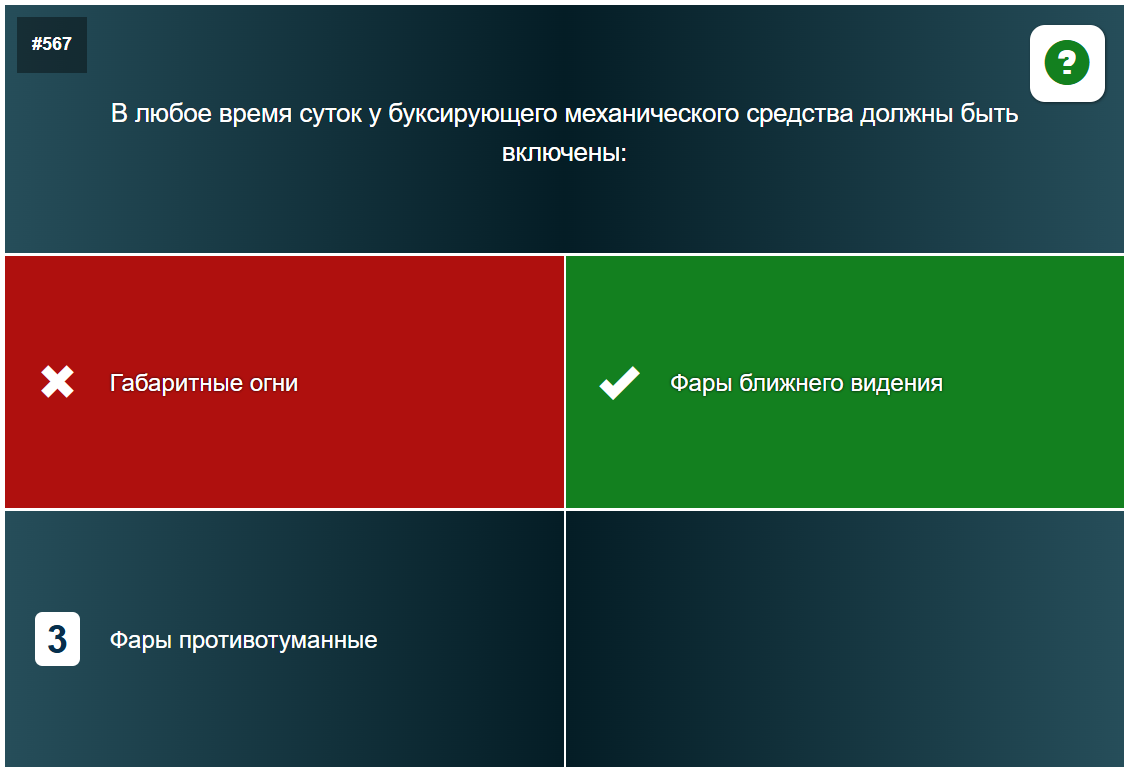 #567
?
В любое время суток у буксирующего механического средства должны быть
включены:
Габаритные огни
Фары ближнего видения
3
Фары противотуманные